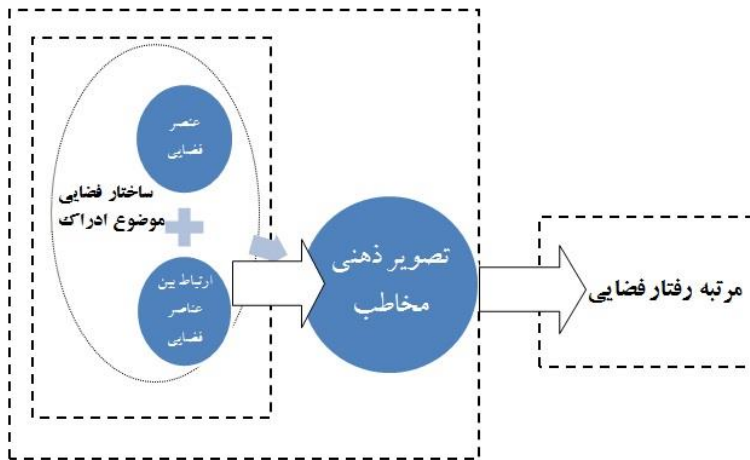 عنصر
فضایی
ساختار فضایی
موضوع ادراک
ارتباط بین
عناصر
فضایی
تصویر ذهنی
مخاطب
مرتبه رفتار فضایی